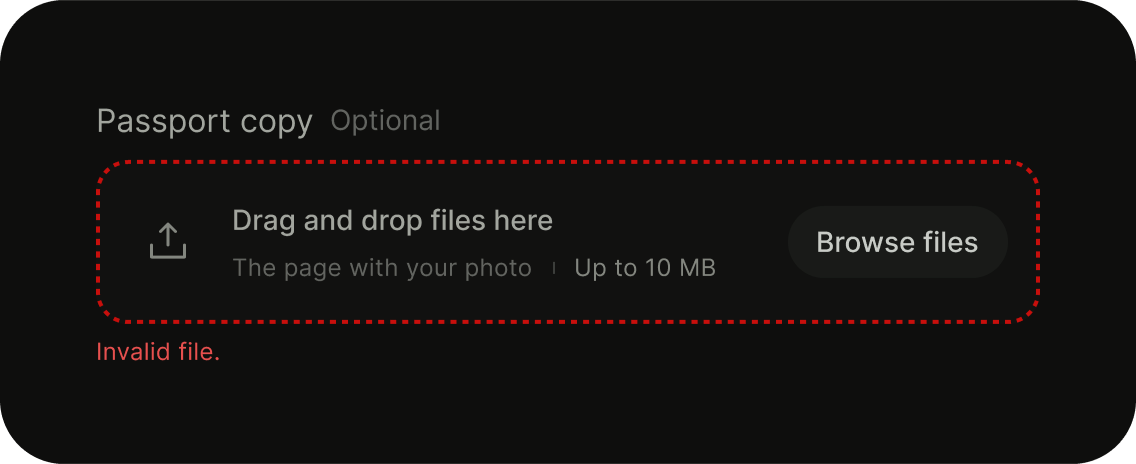 Passport copy Optional
Drag and drop files here
The page with your photo Up to 10 MB
Browse files
Invalid file.